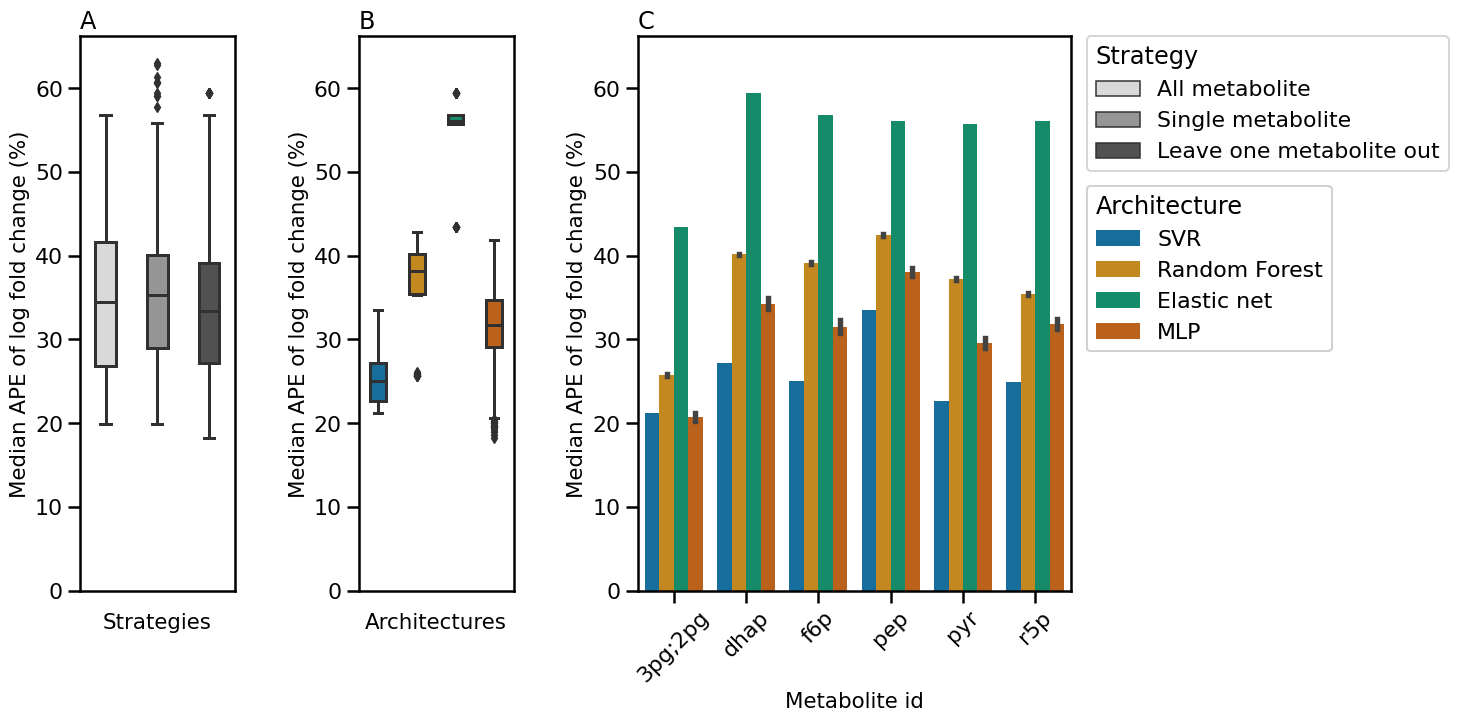 A
Median APE of log fold change (%)
60
50
40
30
20
10
0
Strategies
B
Median APE of log fold change (%)
60
50
40
30
20
10
0
Architectures
C
Median APE of log fold change (%)
60
50
40
30
20
10
0
3pg;2pg
dhap
f6p
pep
pyr
r5p
Metabolite id
Strategy
All metabolite
Single metabolite
Leave one metabolite out
Architecture
SVR
Random Forest
Elastic net
MLP